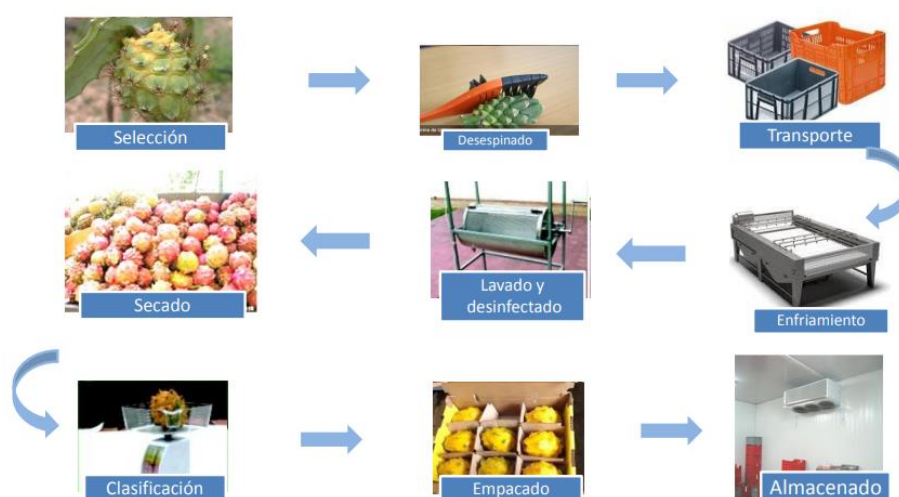 Selección
Desespinado
Transporte
Secado
Lavado y
desinfectado
Enfriamiento
Clasificación
Empacado
Almacenado